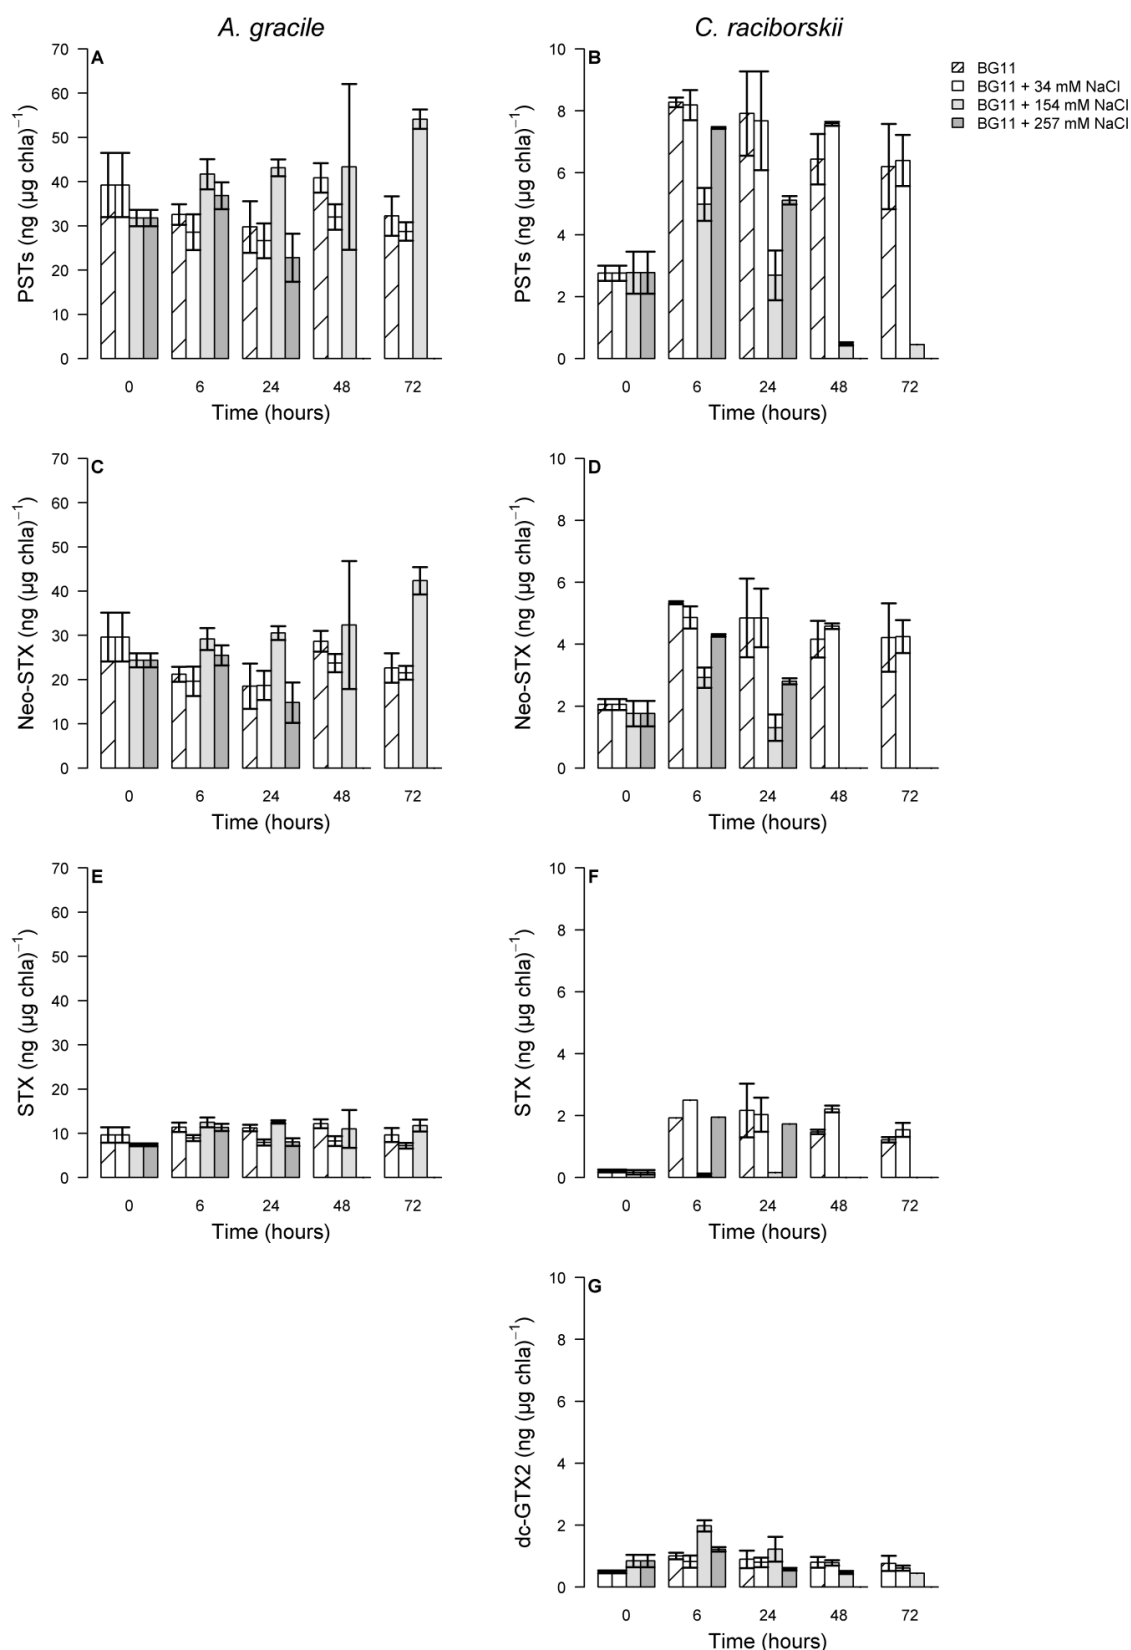 A. gracile
C. raciborskii
A
70
60
50
40
30
20
10
0
PSTs (ng (µg chla)⁻¹)
0 6 24 48 72
Time (hours)
B
8
6
4
2
0
PSTs (ng (µg chla)⁻¹)
0 6 24 48 72
Time (hours)
BG11
BG11 + 34 mM NaCl
BG11 + 154 mM NaCl
BG11 + 257 mM NaCl
C
70
60
50
40
30
20
10
0
Neo-STX (ng (µg chla)⁻¹)
0 6 24 48 72
Time (hours)
D
10
8
6
4
2
0
Neo-STX (ng (µg chla)⁻¹)
0 6 24 48 72
Time (hours)
E
70
60
50
40
30
20
10
0
STX (ng (µg chla)⁻¹)
0 6 24 48 72
Time (hours)
F
10
8
6
4
2
0
STX (ng (µg chla)⁻¹)
0 6 24 48 72
Time (hours)
G
10
8
6
4
2
0
dc-GTX2 (ng (µg chla)⁻¹)
0 6 24 48 72
Time (hours)